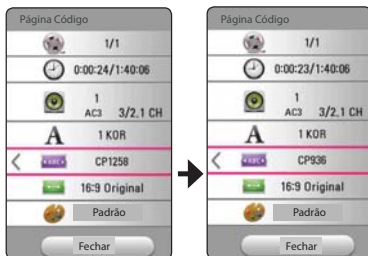 Página Código
1/1
0:00:24/1:40:06
1
AC3 3/2.1 CH
A 1 KOR
ABC CP1258
16:9 Original
Padrão
Fechar
Página Código
1/1
0:00:23/1:40:06
1
AC3 3/2.1 CH
A 1 KOR
ABC CP936
16:9 Original
Padrão
Fechar